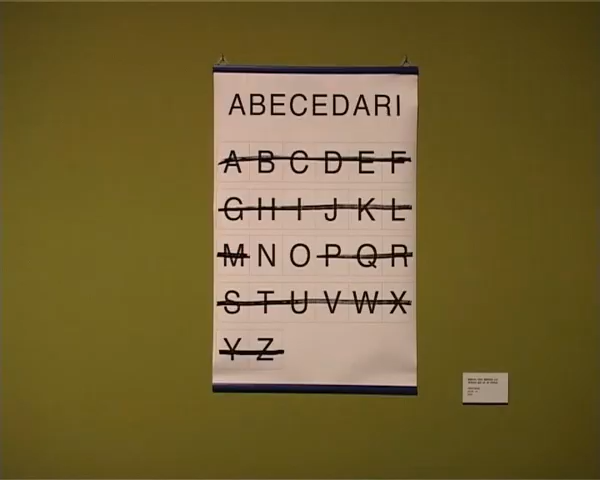 ABECEDARI
A B C D E F
G H I J K L
M N O P Q R
S T U V W X
Y Z